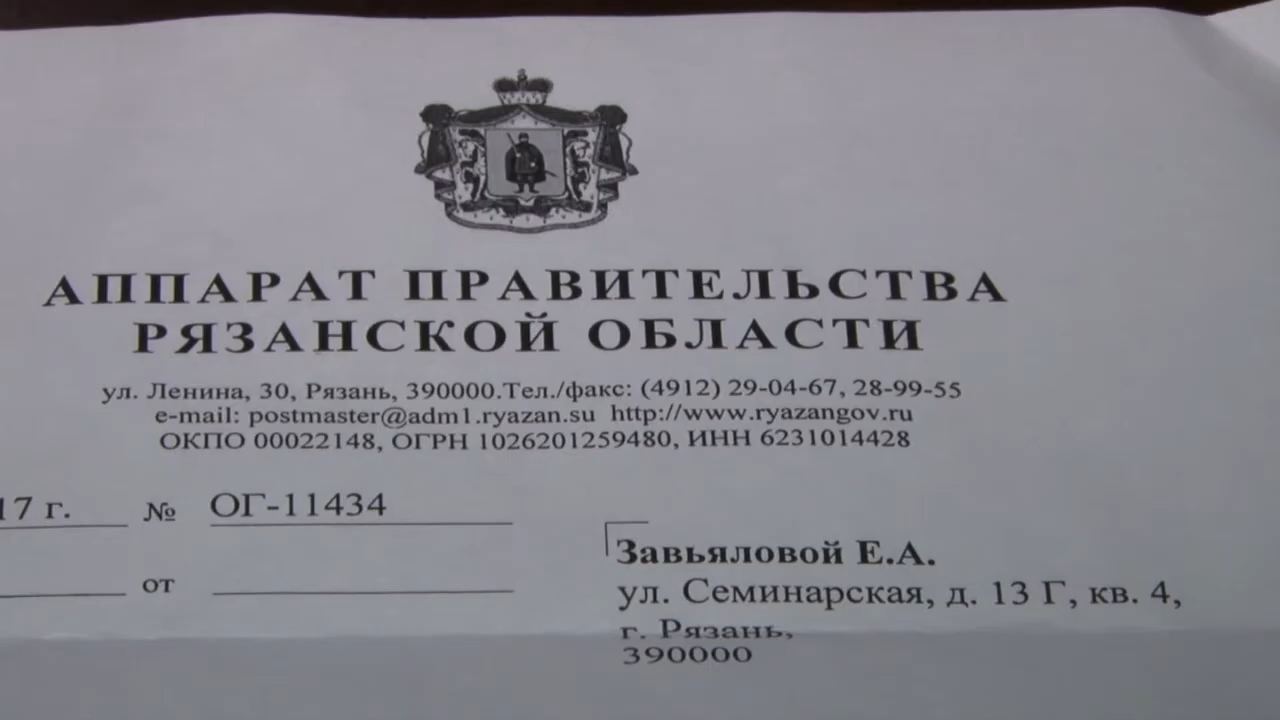 АППАРАТ ПРАВИТЕЛЬСТВА
РЯЗАНСКОЙ ОБЛАСТИ
ул. Ленина, 30, Рязань, 390000.Тел./факс: (4912) 29-04-67, 28-99-55
e-mail: postmaster@adm1.ryazan.su http://www.ryazangov.ru
ОКПО 00022148, ОГРН 1026201259480, ИНН 6231014428
17 г. № ОГ-11434
от
Завьяловой Е.А.
ул. Семинарская, д. 13 Г, кв. 4,
г. Рязань,
390000